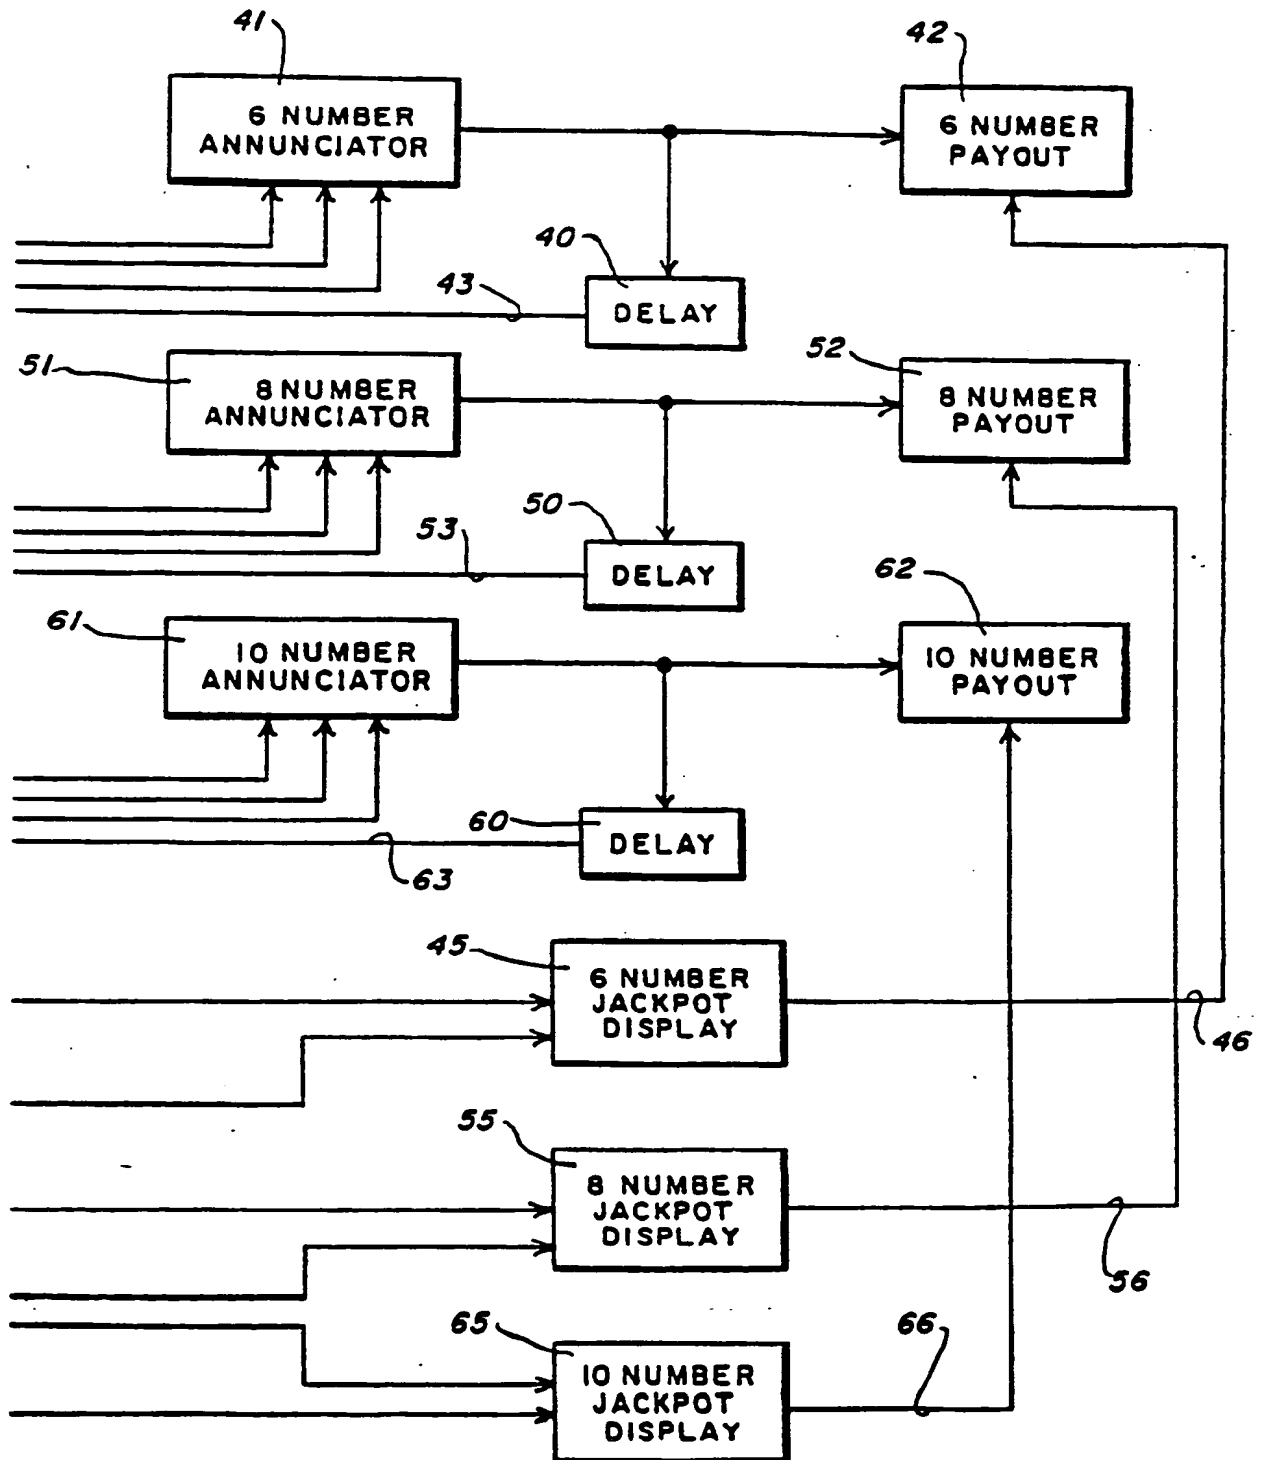 41
42
6 NUMBER
ANNUNCIATOR
6 NUMBER
PAYOUT
40
43
DELAY
51
52
8 NUMBER
ANNUNCIATOR
8 NUMBER
PAYOUT
50
53
DELAY
62
61
10 NUMBER
ANNUNCIATOR
10 NUMBER
PAYOUT
60
DELAY
63
45
6 NUMBER
JACKPOT
DISPLAY
46
55
8 NUMBER
JACKPOT
DISPLAY
56
65
66
10 NUMBER
JACKPOT
DISPLAY